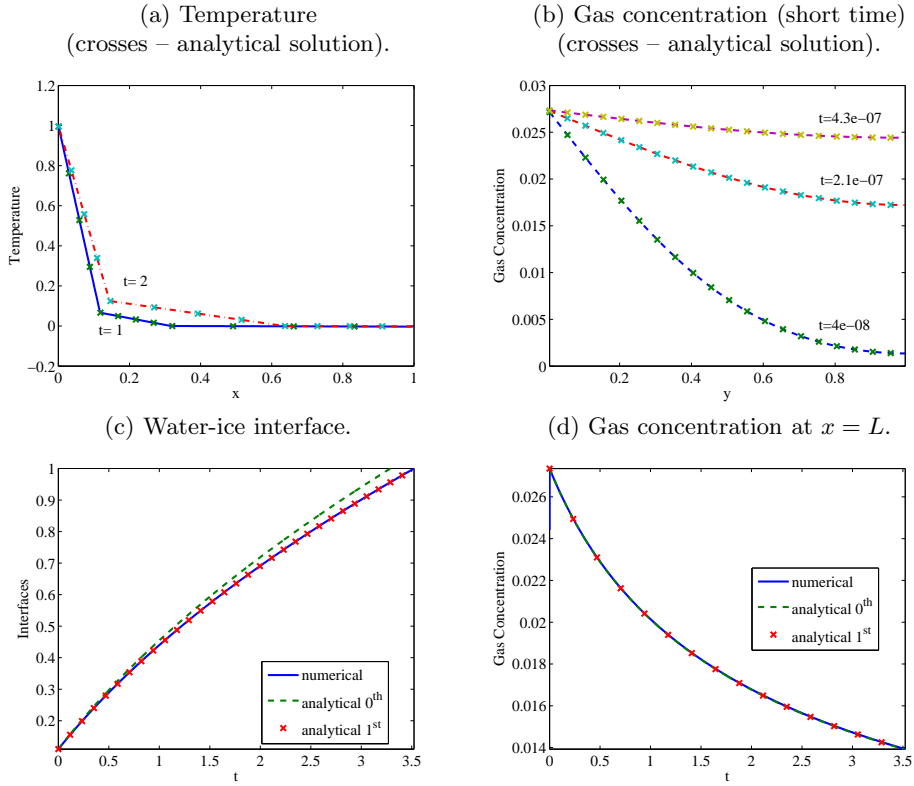 (a) Temperature
(crosses – analytical solution).
1.2
1
0.8
0.6
0.4
0.2
0
−0.2
Temperature
t= 2
t= 1
0
0.2
0.4
0.6
0.8
1
x
(b) Gas concentration (short time)
(crosses – analytical solution).
0.03
0.025
0.02
0.015
0.01
0.005
0
Gas Concentration
t=4.3e−07
t=2.1e−07
t=4e−08
0.2
0.4
0.6
0.8
y
(c) Water-ice interface.
1
0.9
0.8
0.7
0.6
0.5
0.4
0.3
0.2
Interfaces
numerical
analytical 0th
analytical 1st
0
0.5
1
1.5
2
2.5
3
3.5
t
(d) Gas concentration at x = L.
0.026
0.024
0.022
0.02
0.018
0.016
0.014
Gas Concentration
numerical
analytical 0th
analytical 1st
0
0.5
1
1.5
2
2.5
3
3.5
t